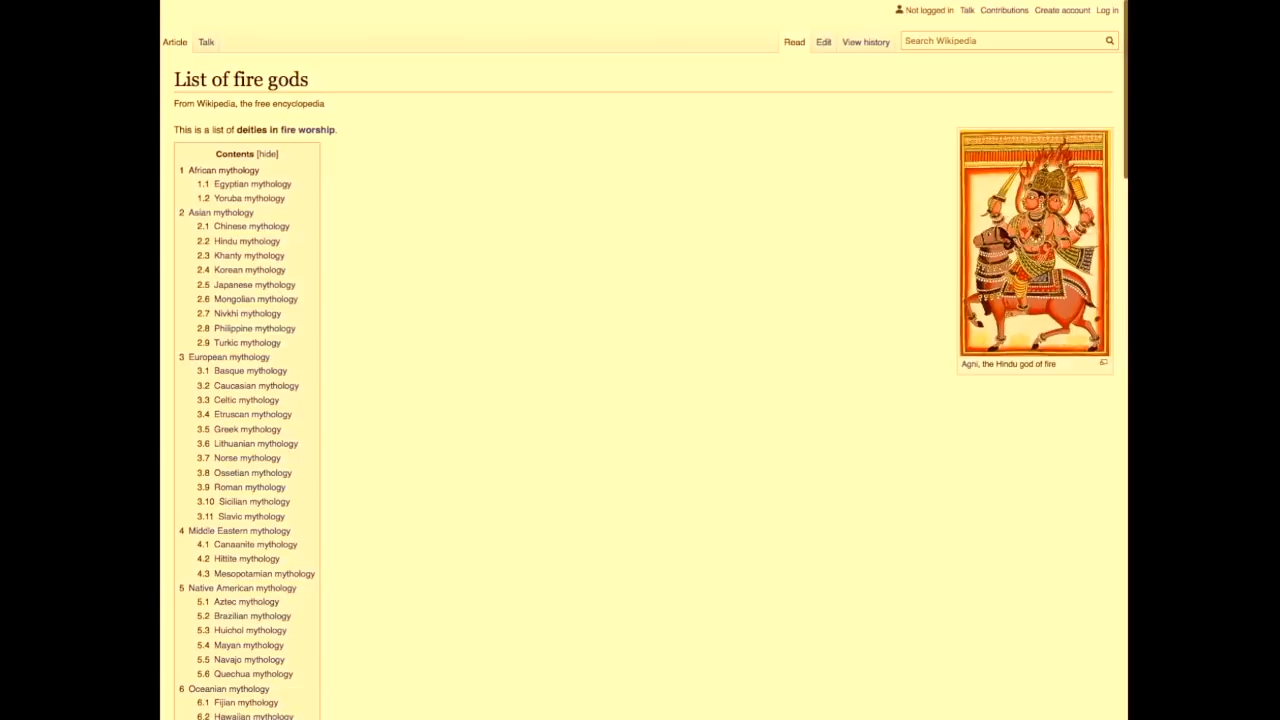 Not logged in Talk Contributions Create account Log in
Article Talk Read Edit View history Search Wikipedia
List of fire gods
From Wikipedia, the free encyclopedia
This is a list of deities in fire worship.
Contents [hide]
1 African mythology
1.1 Egyptian mythology
1.2 Yoruba mythology
2 Asian mythology
2.1 Chinese mythology
2.2 Hindu mythology
2.3 Khanty mythology
2.4 Korean mythology
2.5 Japanese mythology
2.6 Mongolian mythology
2.7 Nivkhi mythology
2.8 Philippine mythology
2.9 Turkic mythology
3 European mythology
3.1 Basque mythology
3.2 Caucasian mythology
3.3 Celtic mythology
3.4 Etruscan mythology
3.5 Greek mythology
3.6 Lithuanian mythology
3.7 Norse mythology
3.8 Ossetian mythology
3.9 Roman mythology
3.10 Sicilian mythology
3.11 Slavic mythology
4 Middle Eastern mythology
4.1 Canaanite mythology
4.2 Hittite mythology
4.3 Mesopotamian mythology
5 Native American mythology
5.1 Aztec mythology
5.2 Brazilian mythology
5.3 Huichol mythology
5.4 Mayan mythology
5.5 Navajo mythology
5.6 Quechua mythology
6 Oceanian mythology
6.1 Fijian mythology
6.2 Hawaiian mythology
Agni, the Hindu god of fire